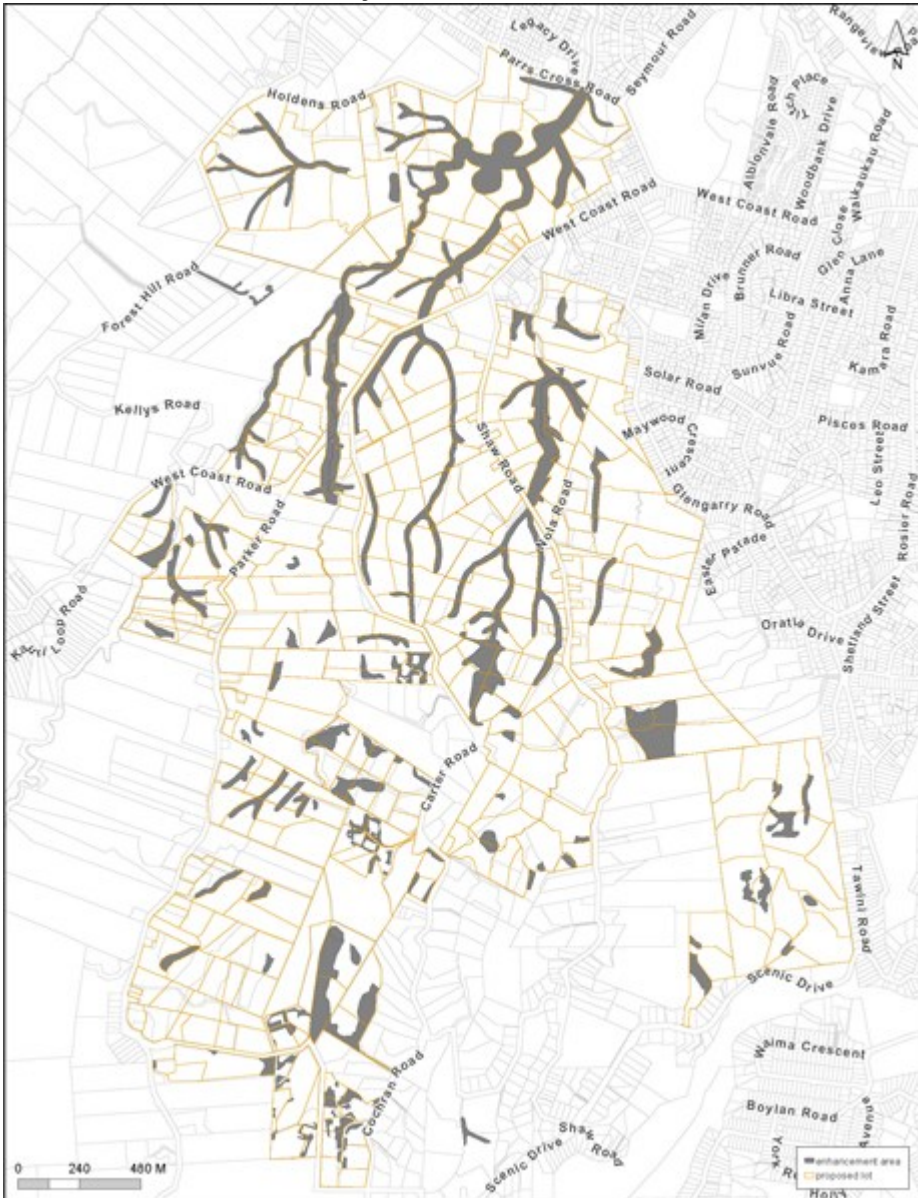 Legacy Drive
Seymour Road
Parrs Cross Road
N
Holdens Road
Albionvale Road
Place
Woodbank Drive
Waikaukau Road
West Coast Road
West Coast Road
Glen Close
Anna Lane
Brunner Road
Milan Drive
Libra Street
Forest Hill Road
Sunvue Road
Kamara Road
Solar Road
Kellys Road
Maywood Crescent
Pisces Road
Leo Street
Shaw Road
West Coast Road
Glengarry Road
Nola Road
Rosier Road
Parker Road
Easter Parade
Loop Road
Oratia Drive
Shetland Street
Carter Road
Tawini Road
Scenic Drive
Waima Crescent
Cochran Road
Boylan Road
Avenue
Shaw Road
Scenic Drive
York
0 240 480 M
enhancement area
proposed lot